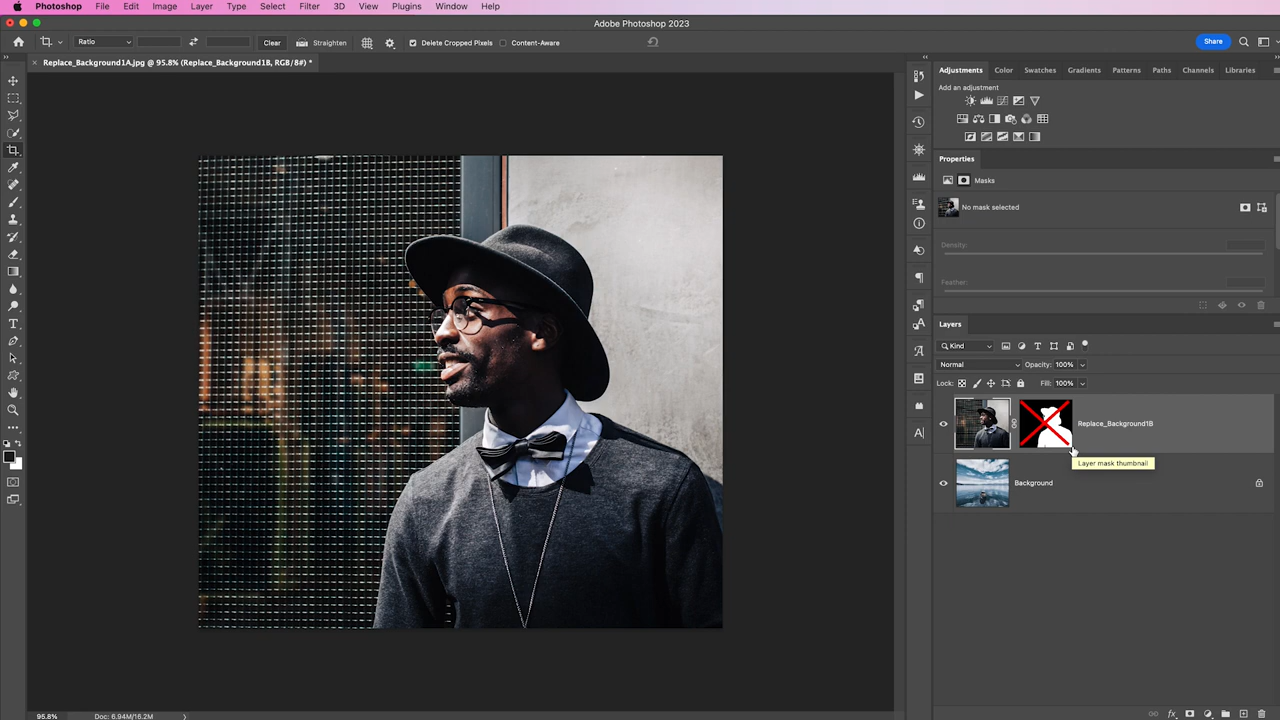 Photoshop File Edit Image Layer Type Select Filter 3D View Plugins Window Help
Adobe Photoshop 2023
Ratio Clear Straighten Delete Cropped Pixels Content-Aware Share
Replace_Background1A.jpg @ 95.8% (Replace_Background1B, RGB/8#) *
Adjustments Color Swatches Gradients Patterns Paths Channels Libraries
Add an adjustment
Properties
Masks
No mask selected
Density:
Feather:
Layers
Kind
Normal Opacity: 100%
Lock: Fill: 100%
Replace_Background1B
Layer mask thumbnail
Background
95.8% Doc: 6.94M/16.2M